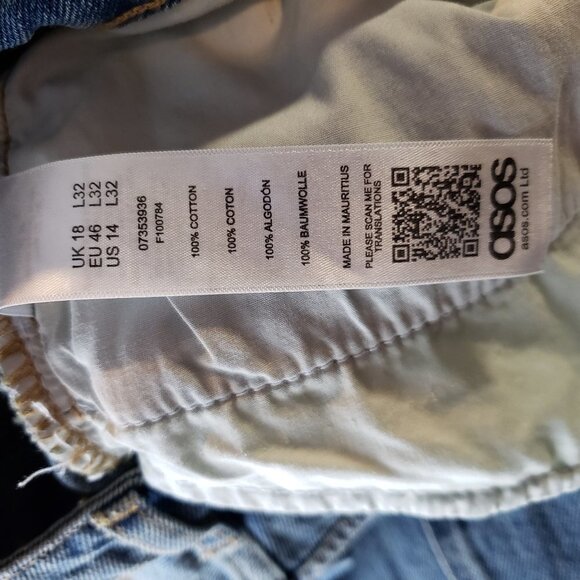 UK 18 L32
EU 46 L32
US 14 L32
07353936
F100784
100% COTTON
100% COTON
100% ALGODÓN
100% BAUMWOLLE
MADE IN MAURITIUS
PLEASE SCAN ME FOR
TRANSLATIONS
asos
asos.com Ltd